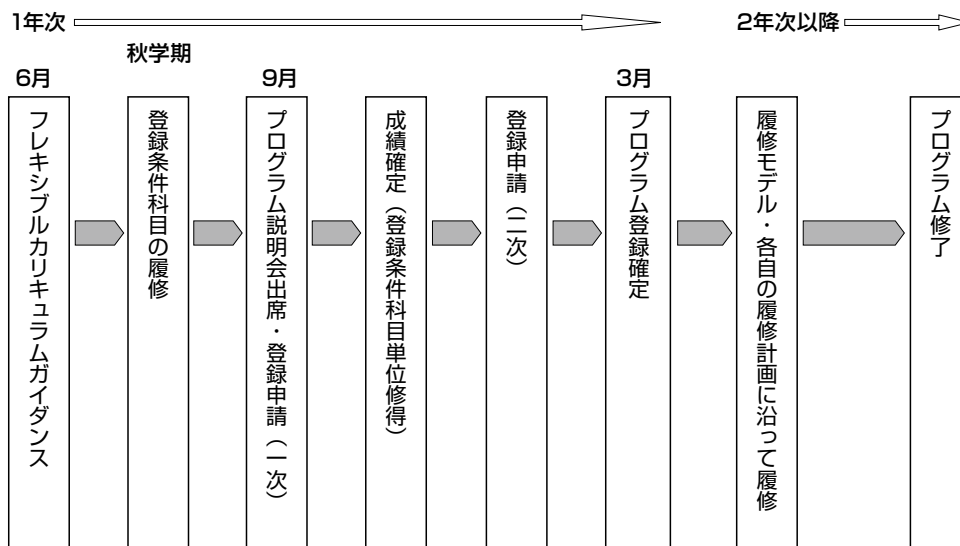 1年次
2年次以降
秋学期
6月
9月
3月
フレキシブルカリキュラムガイダンス
登録条件科目の履修
プログラム説明会出席・登録申請（一次）
成績確定（登録条件科目単位修得）
登録申請（二次）
プログラム登録確定
履修モデル・各自の履修計画に沿って履修
プログラム修了